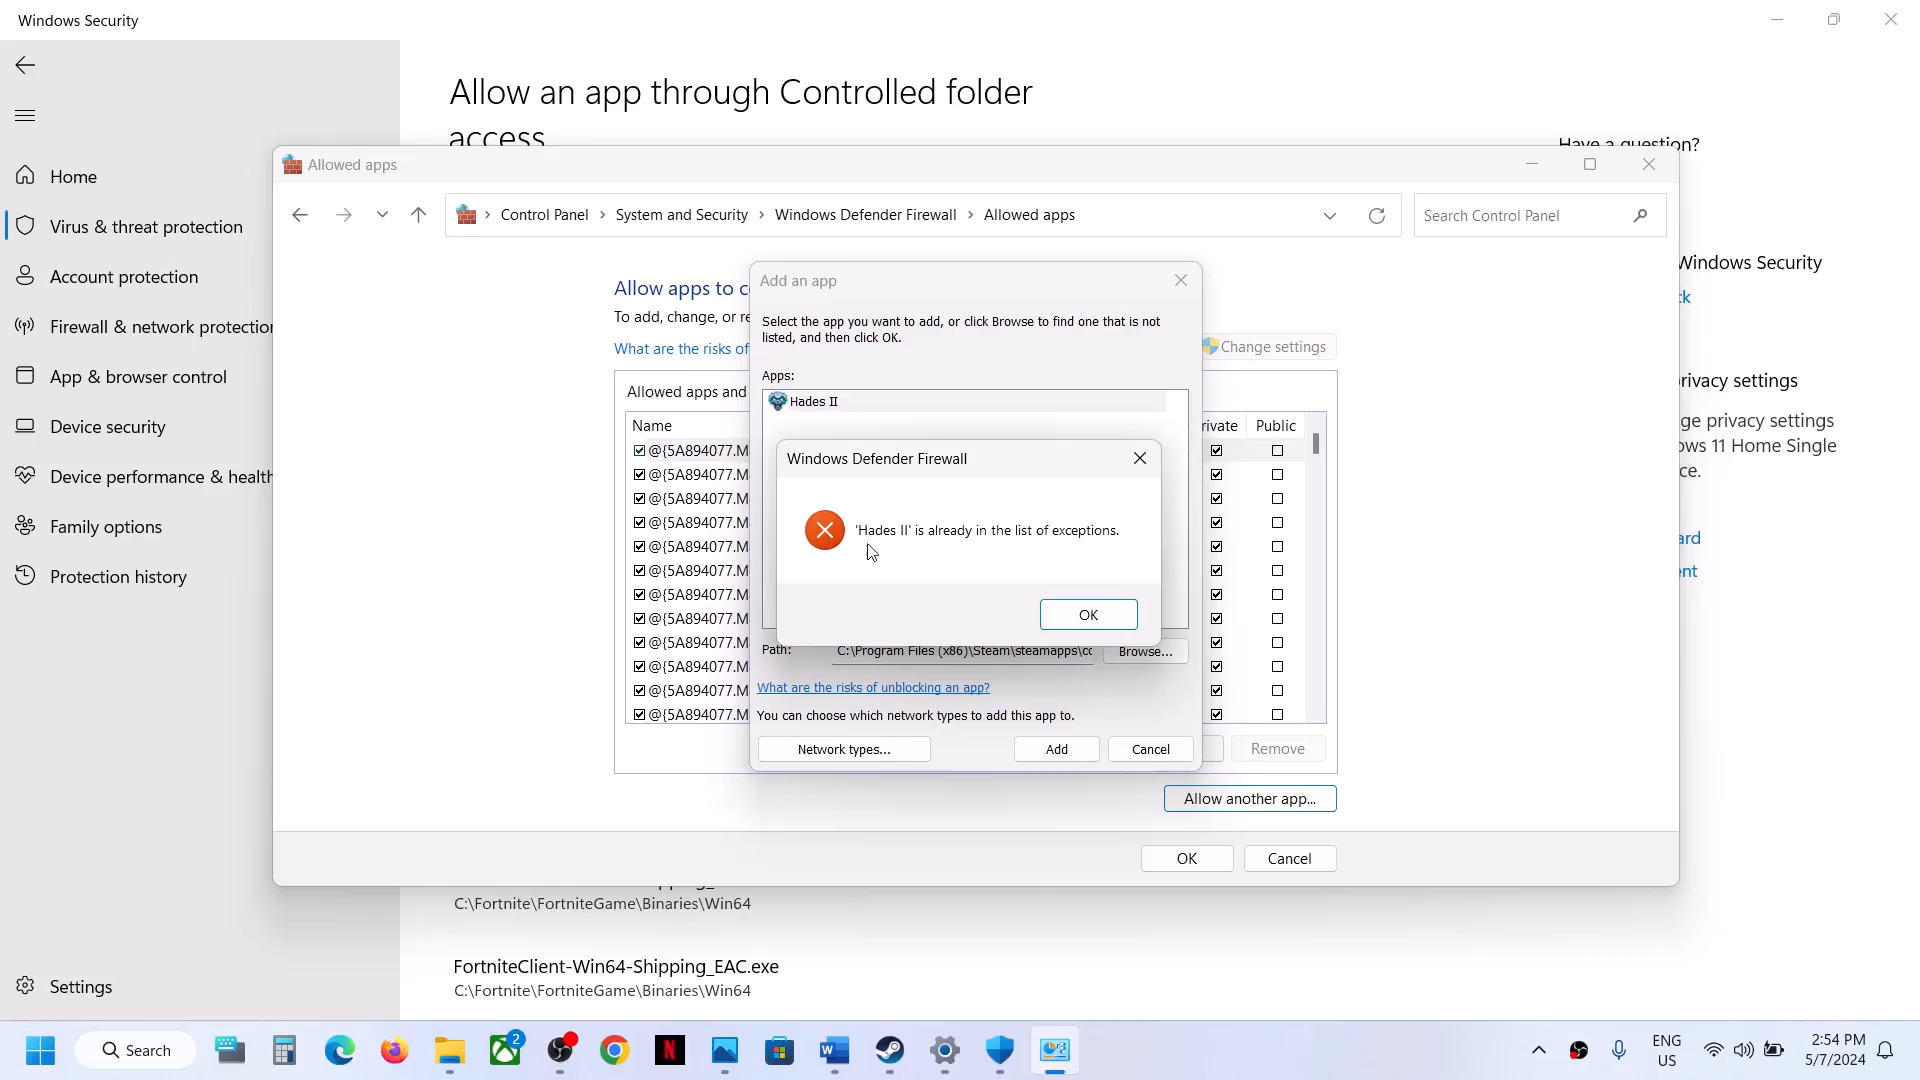 Windows Security
Allow an app through Controlled folder
access
Have a question?
Home
Virus & threat protection
Account protection
Firewall & network protection
App & browser control
Device security
Device performance & health
Family options
Protection history
Settings
Allowed apps
Control Panel > System and Security > Windows Defender Firewall > Allowed apps
Search Control Panel
Windows Security
Allow apps to c
To add, change, or re
What are the risks of
Change settings
Allowed apps and
Name
rivate
Public
@{5A894077.M
@{5A894077.M
@{5A894077.M
@{5A894077.M
@{5A894077.M
@{5A894077.M
@{5A894077.M
@{5A894077.M
@{5A894077.M
@{5A894077.M
@{5A894077.M
@{5A894077.M
Remove
Allow another app...
OK
Cancel
Add an app
Select the app you want to add, or click Browse to find one that is not
listed, and then click OK.
Apps:
Hades II
Windows Defender Firewall
'Hades II' is already in the list of exceptions.
OK
Path:
C:\Program Files (x86)\Steam\steamapps\cc
Browse...
What are the risks of unblocking an app?
You can choose which network types to add this app to.
Network types...
Add
Cancel
rivacy settings
ge privacy settings
ows 11 Home Single
ce.
ard
ent
C:\Fortnite\FortniteGame\Binaries\Win64
FortniteClient-Win64-Shipping_EAC.exe
C:\Fortnite\FortniteGame\Binaries\Win64
Search
2
ENG
US
2:54 PM
5/7/2024